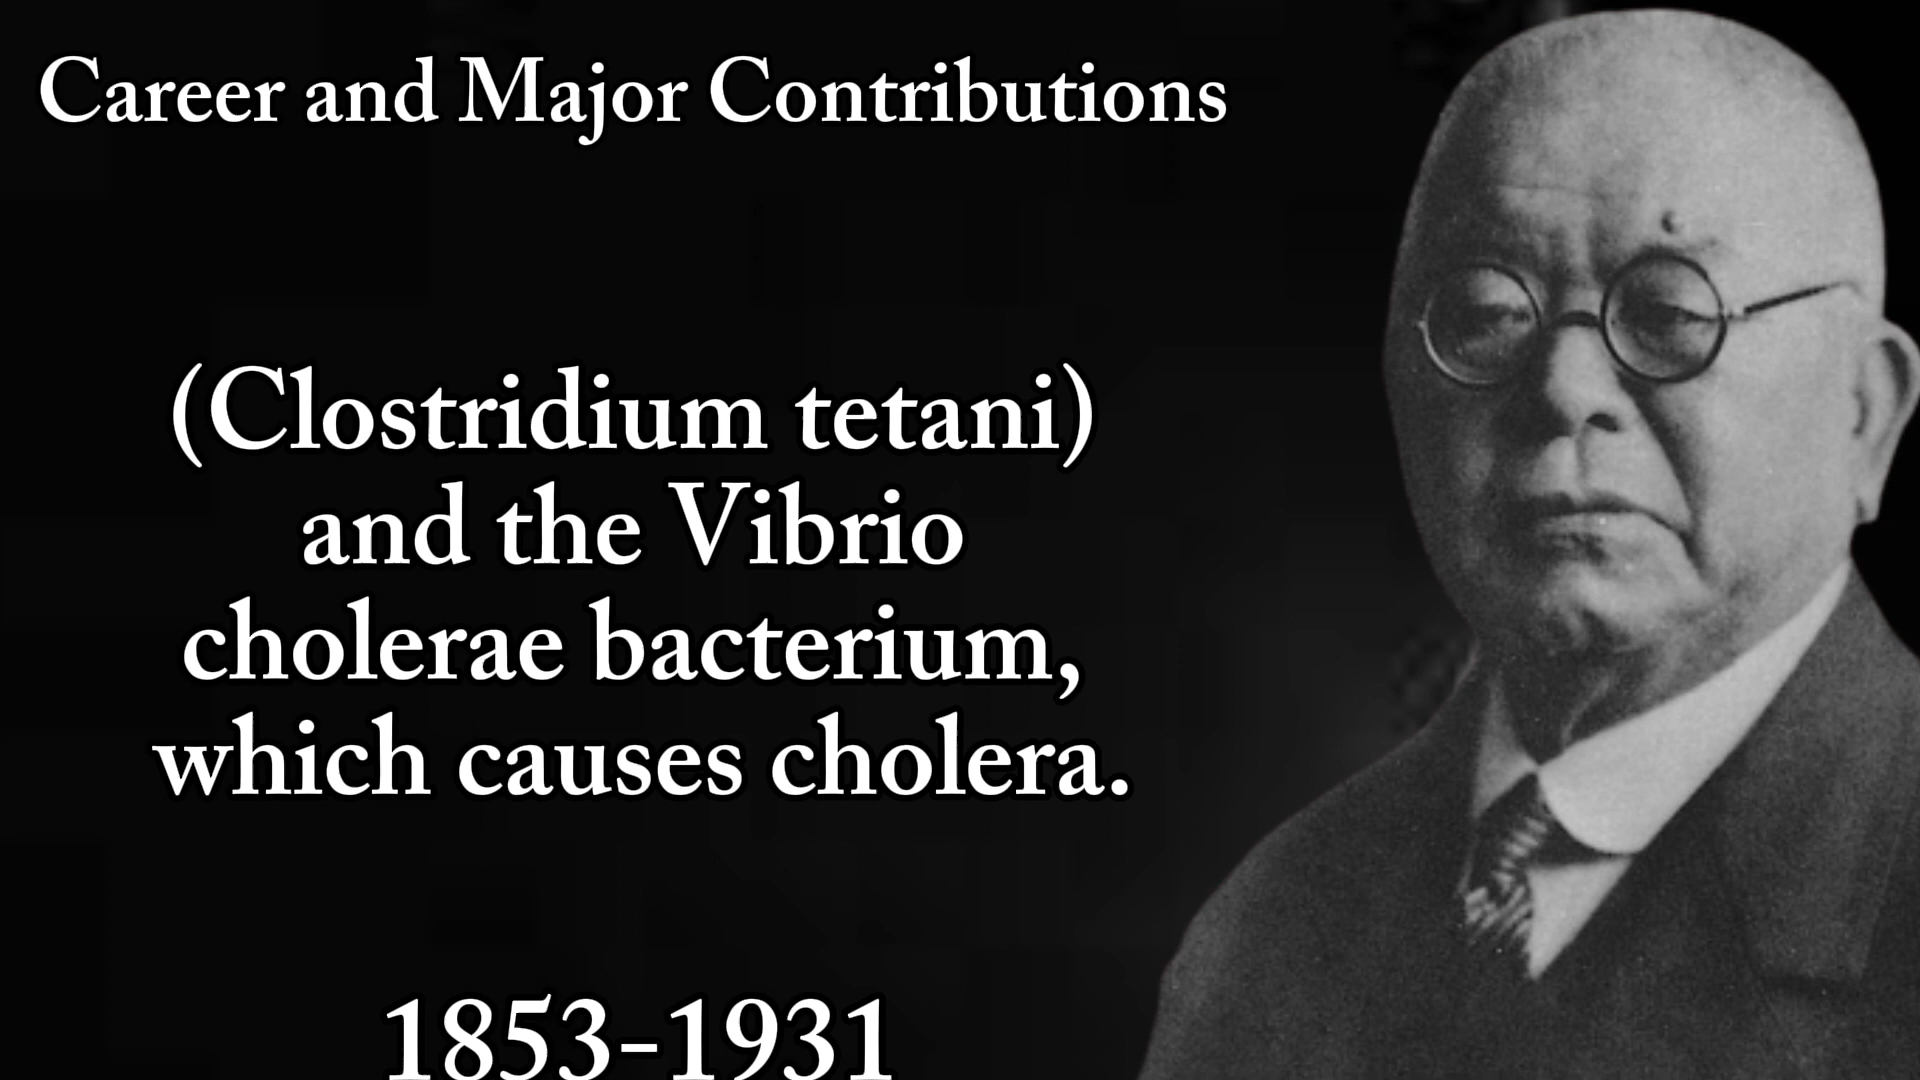 Career and Major Contributions
(Clostridium tetani)
and the Vibrio
cholerae bacterium,
which causes cholera.
1853-1931